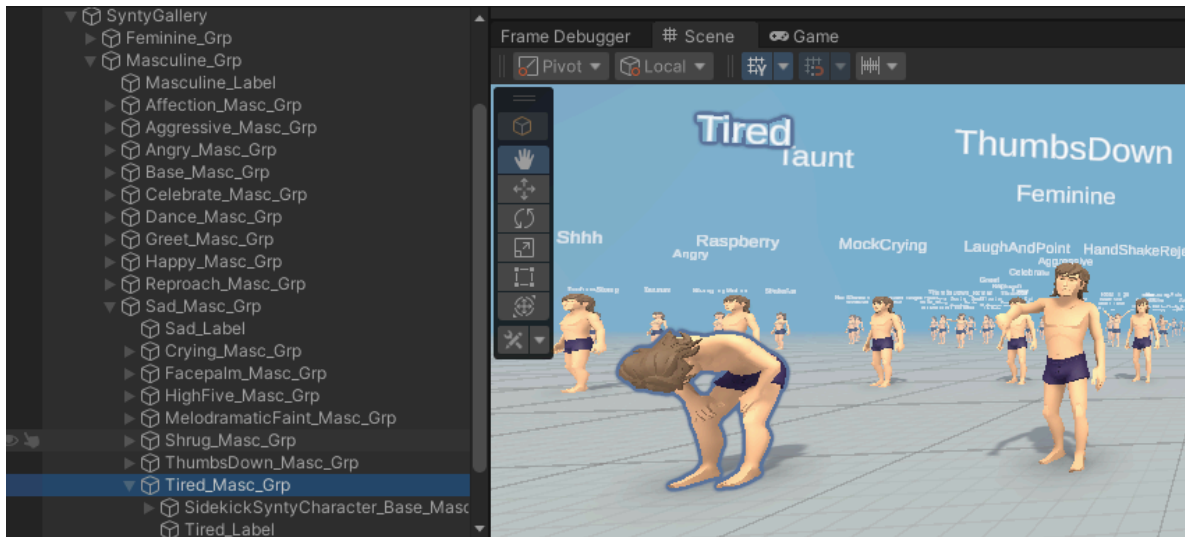 SyntyGallery
Feminine_Grp
Masculine_Grp
Masculine_Label
Affection_Masc_Grp
Aggressive_Masc_Grp
Angry_Masc_Grp
Base_Masc_Grp
Celebrate_Masc_Grp
Dance_Masc_Grp
Greet_Masc_Grp
Happy_Masc_Grp
Reproach_Masc_Grp
Sad_Masc_Grp
Sad_Label
Crying_Masc_Grp
Facepalm_Masc_Grp
HighFive_Masc_Grp
MelodramaticFaint_Masc_Grp
Shrug_Masc_Grp
ThumbsDown_Masc_Grp
Tired_Masc_Grp
SidekickSyntyCharacter_Base_Masc
Tired_Label
Frame Debugger Scene Game
Pivot Local
Tired
Taunt
ThumbsDown
Feminine
Shhh Raspberry MockCrying LaughAndPoint HandShakeReje
Angry Aggressive
Celebrate
Greet